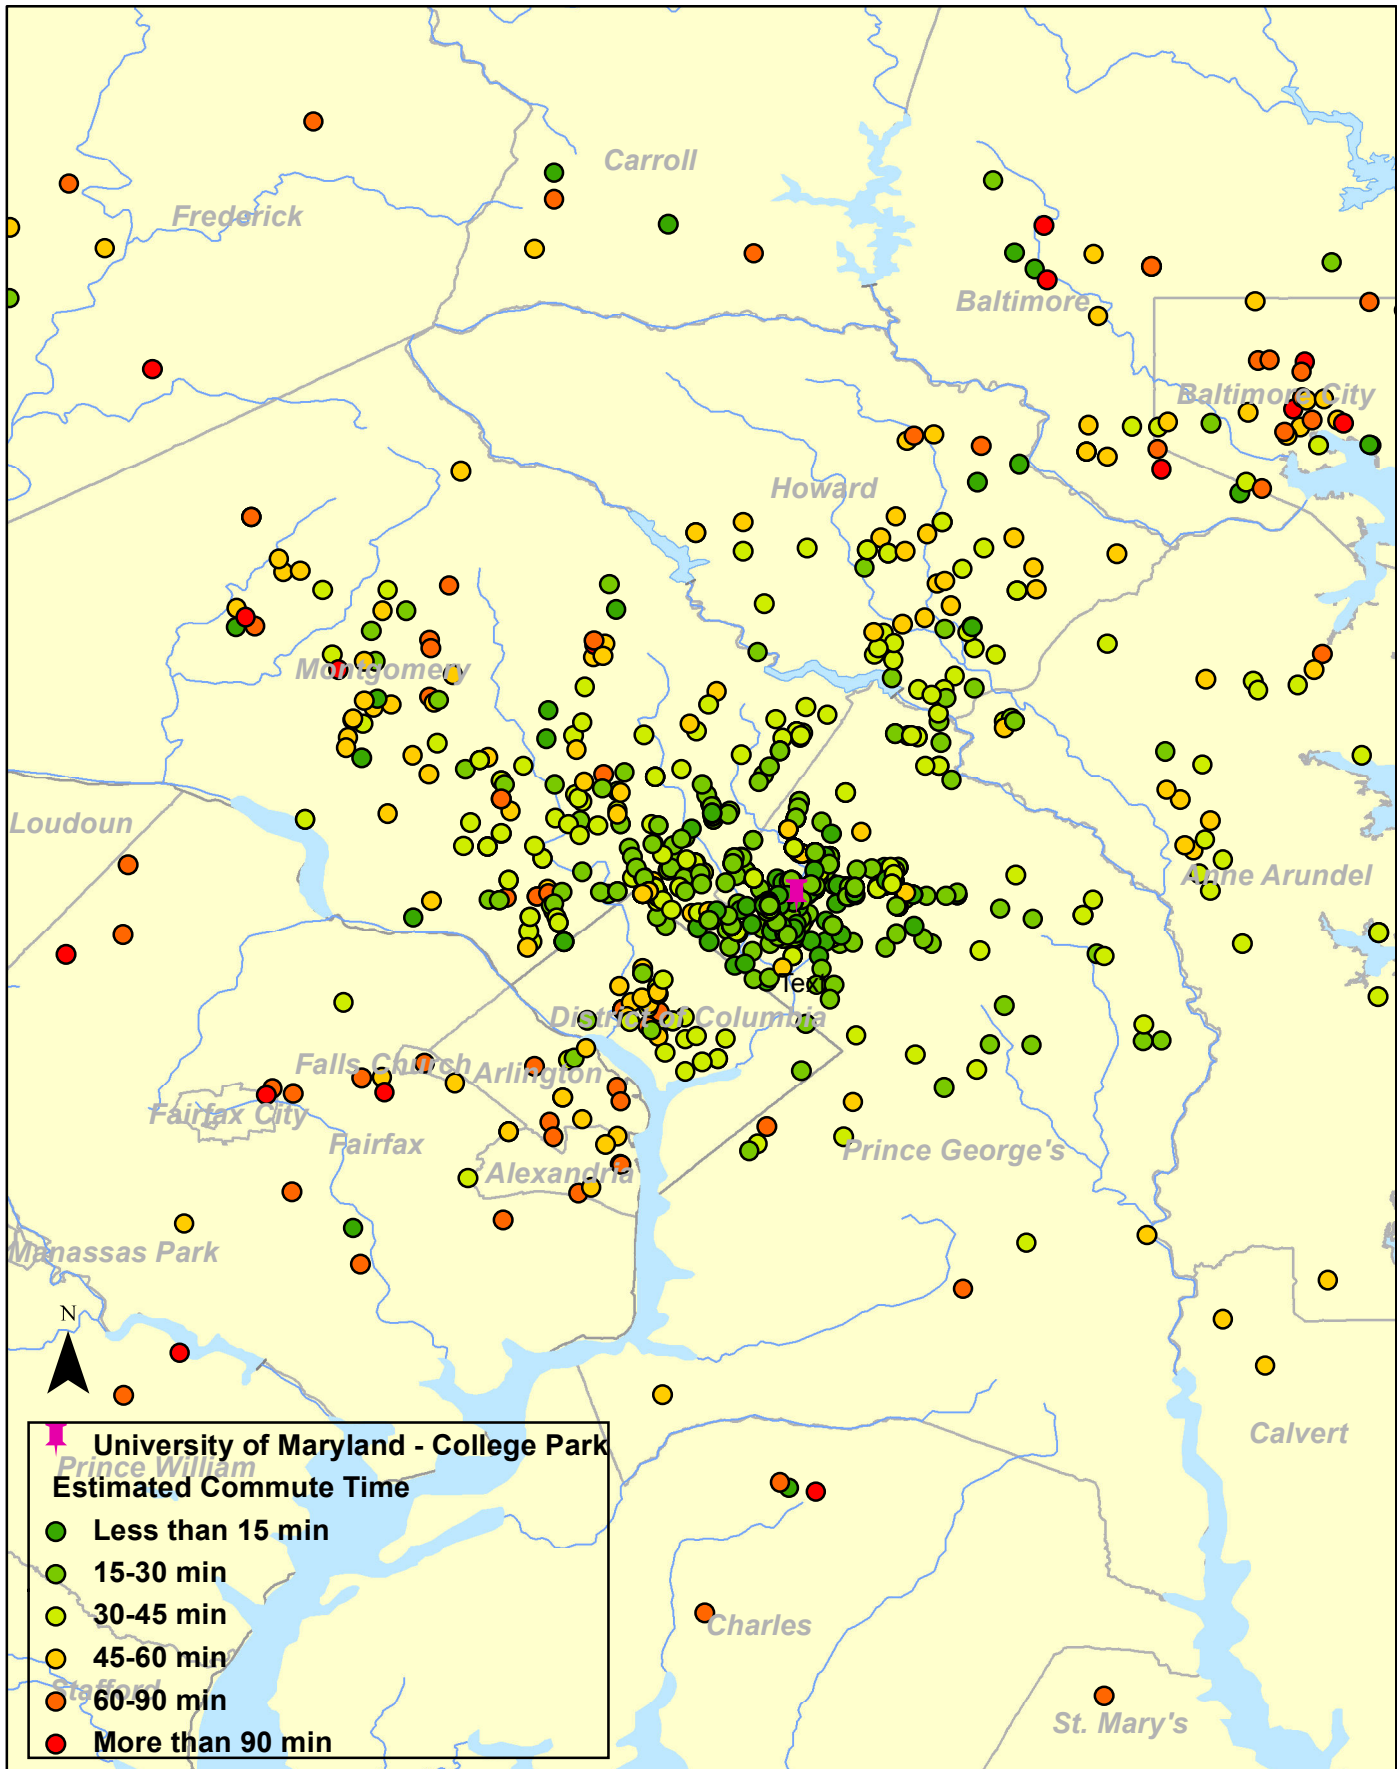 Carroll
Frederick
Baltimore
Baltimore City
Howard
Montgomery
Loudoun
Anne Arundel
Text
District of Columbia
Falls Church
Arlington
Fairfax City
Fairfax
Prince George's
Alexandria
Manassas Park
N
Calvert
University of Maryland - College Park
Prince William
Estimated Commute Time
Less than 15 min
15-30 min
30-45 min
Charles
45-60 min
Stafford
60-90 min
St. Mary's
More than 90 min